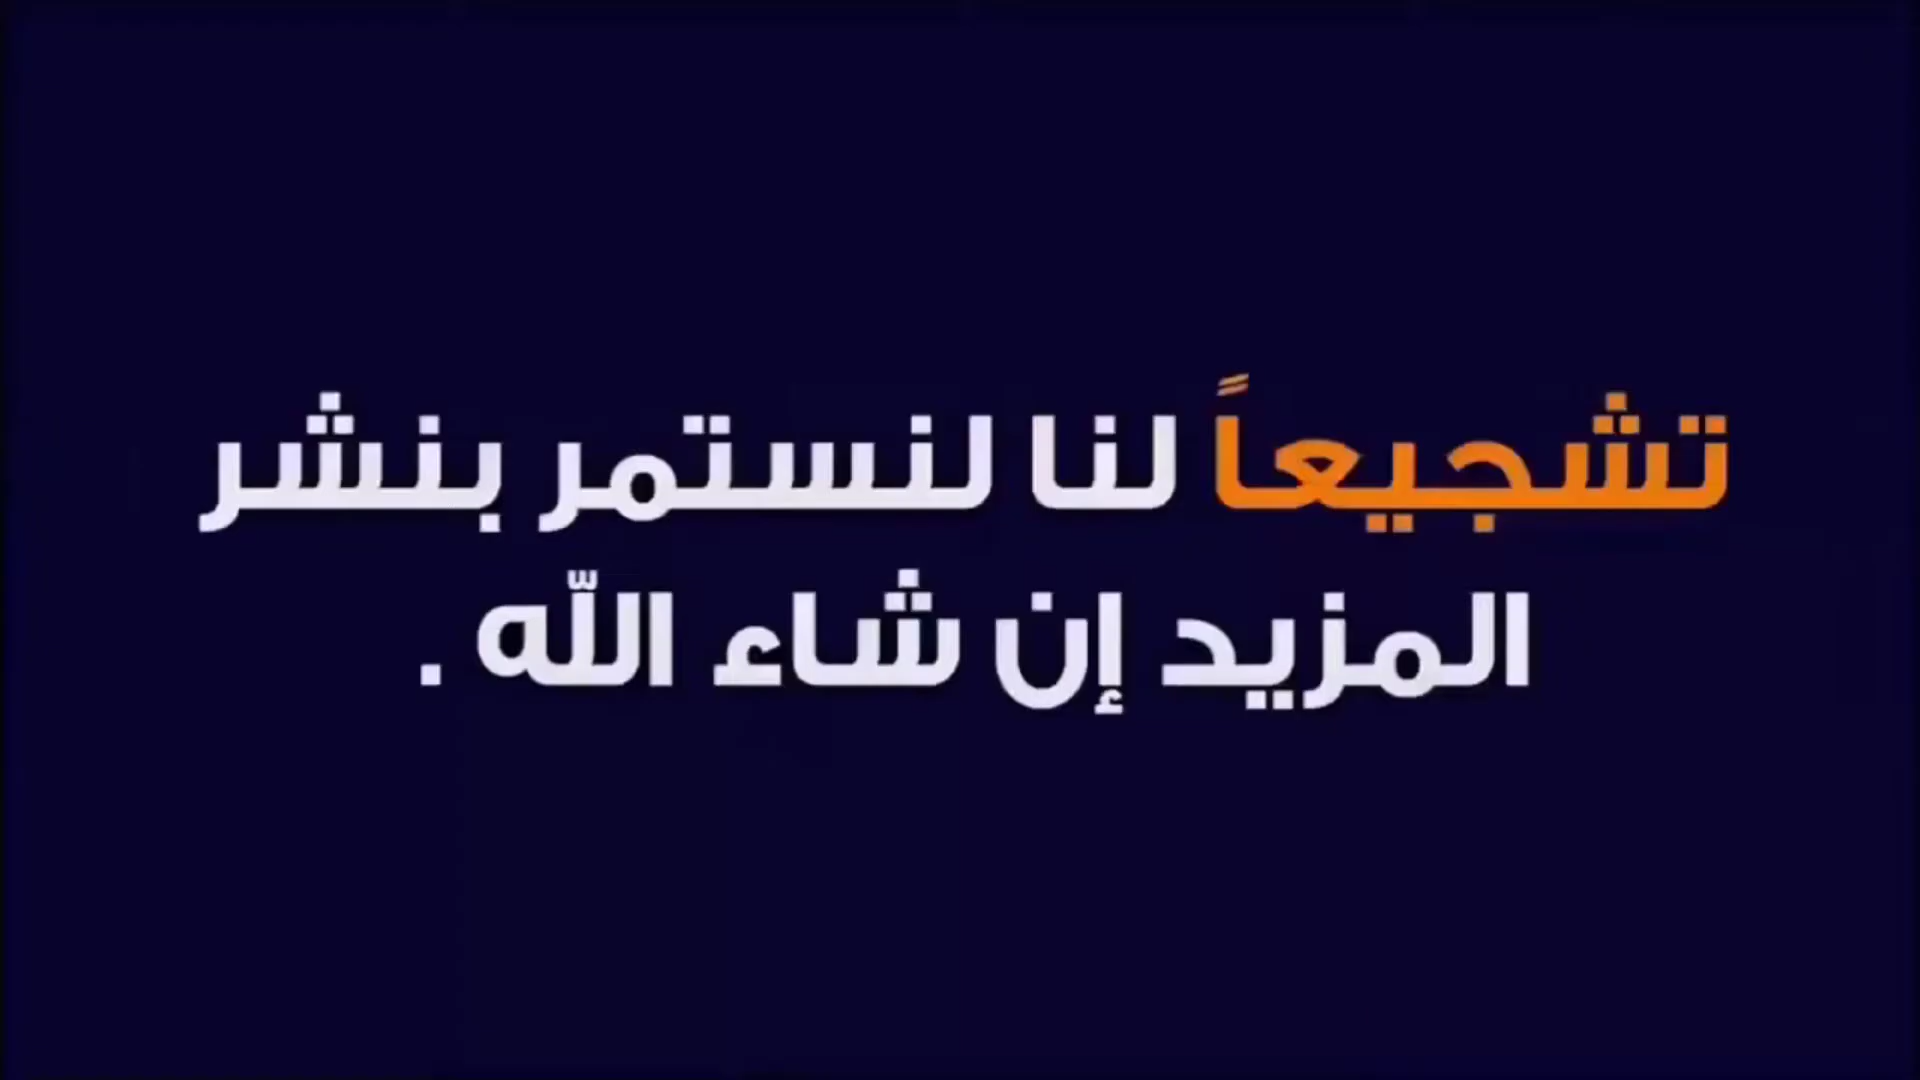 تشجيعاً لنا لنستمر بنشر
المزيد إن شاء اللّه .